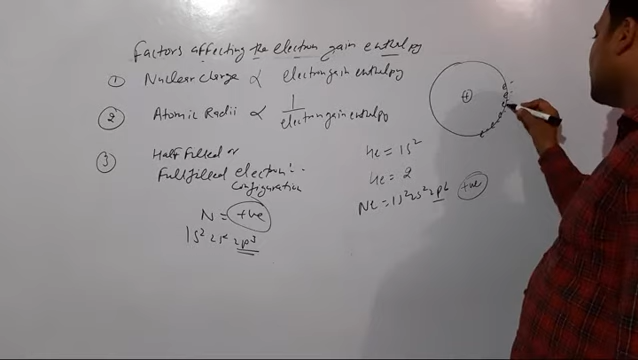 Factors affecting the electron gain enthalpy
① Nuclear charge ∝ electron gain enthalpy
② Atomic Radii ∝ 1/electron gain enthalpy
③ Half filled or
Fullfilled electronic
configuration
N = +ve
1s² 2s² 2p³
He = 1s²
He = 2
Ne = 1s² 2s² 2p⁶ +ve
+